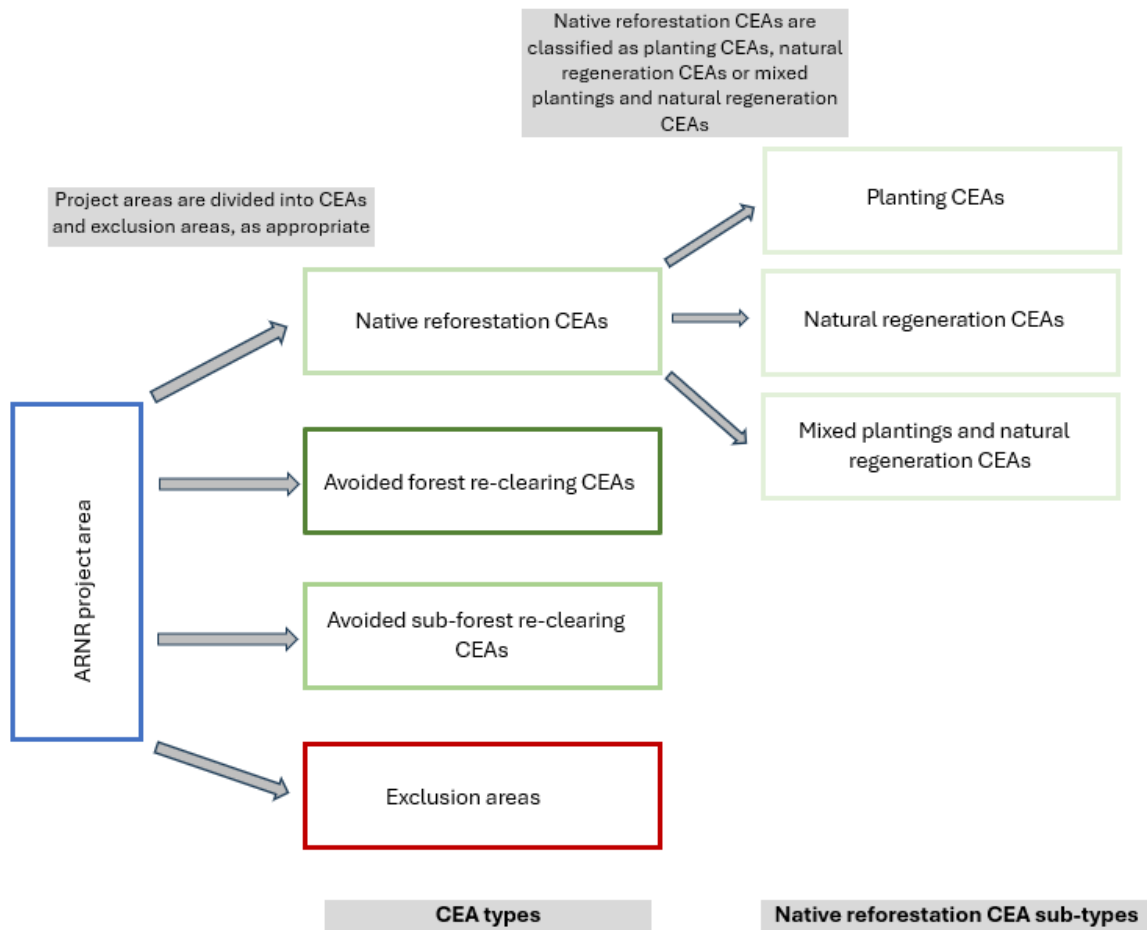 Native reforestation CEAs are
classified as planting CEAs, natural
regeneration CEAs or mixed
plantings and natural regeneration
CEAs
Project areas are divided into CEAs
and exclusion areas, as appropriate
Planting CEAs
Native reforestation CEAs
Natural regeneration CEAs
Mixed plantings and natural
regeneration CEAs
ARNR project area
Avoided forest re-clearing CEAs
Avoided sub-forest re-clearing
CEAs
Exclusion areas
CEA types
Native reforestation CEA sub-types